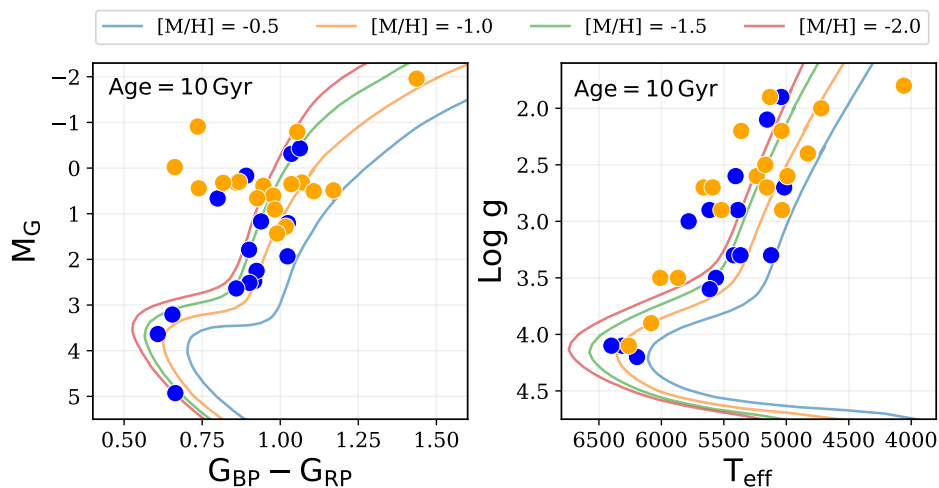 [M/H] = -0.5 [M/H] = -1.0 [M/H] = -1.5 [M/H] = -2.0
Age = 10 Gyr
−2
−1
0
1
2
3
4
5
M_G
0.50 0.75 1.00 1.25 1.50
G_BP − G_RP
Age = 10 Gyr
2.0
2.5
3.0
3.5
4.0
4.5
Log g
6500 6000 5500 5000 4500 4000
T_eff